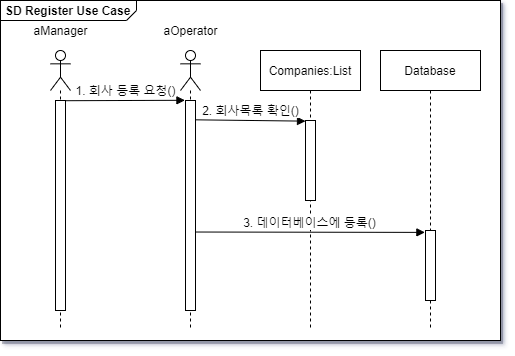 SD Register Use Case
aManager
aOperator
Companies:List
Database
1. 회사 등록 요청()
2. 회사목록 확인()
3. 데이터베이스에 등록()